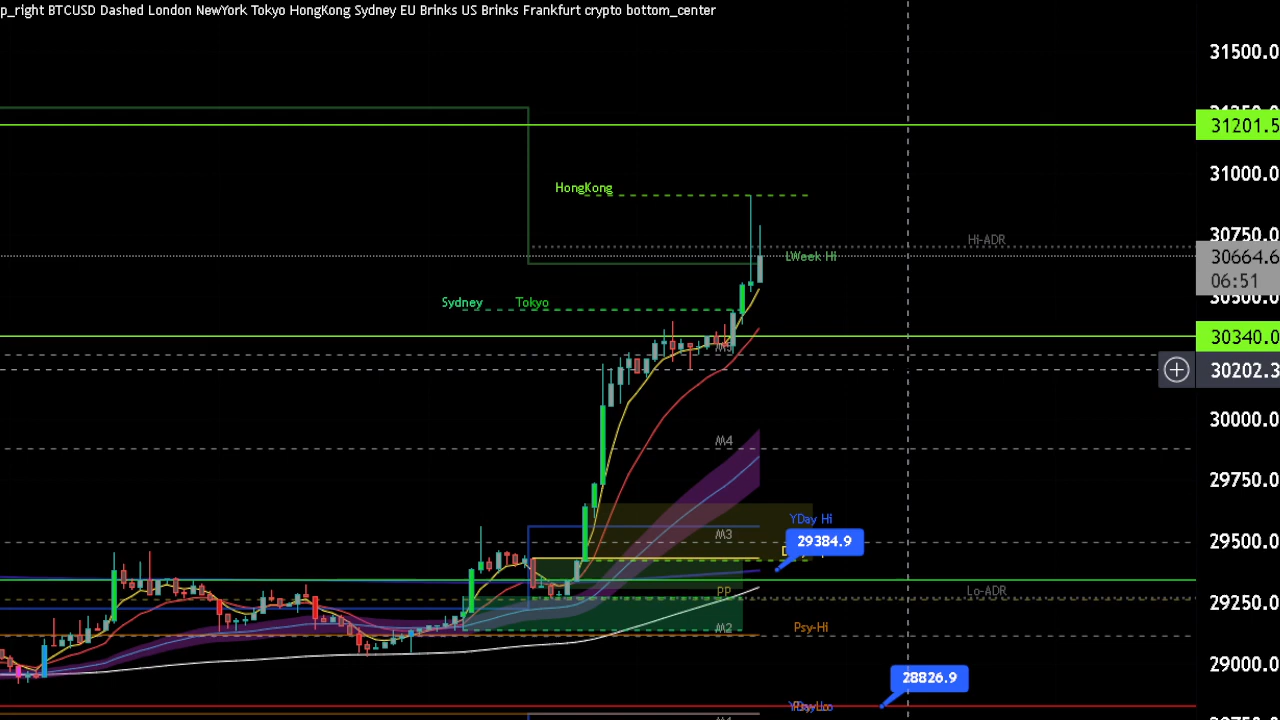 p_right BTCUSD Dashed London NewYork Tokyo HongKong Sydney EU Brinks US Brinks Frankfurt crypto bottom_center
31500.0
31201.5
HongKong
31000.0
Hi-ADR
30750.0
LWeek Hi
30664.6
06:51
30500.0
Sydney
Tokyo
30340.0
M5
30202.3
30000.0
M4
29750.0
YDay Hi
M3
29384.9
29500.0
PP
Lo-ADR
29250.0
M2
Psy-Hi
29000.0
28826.9